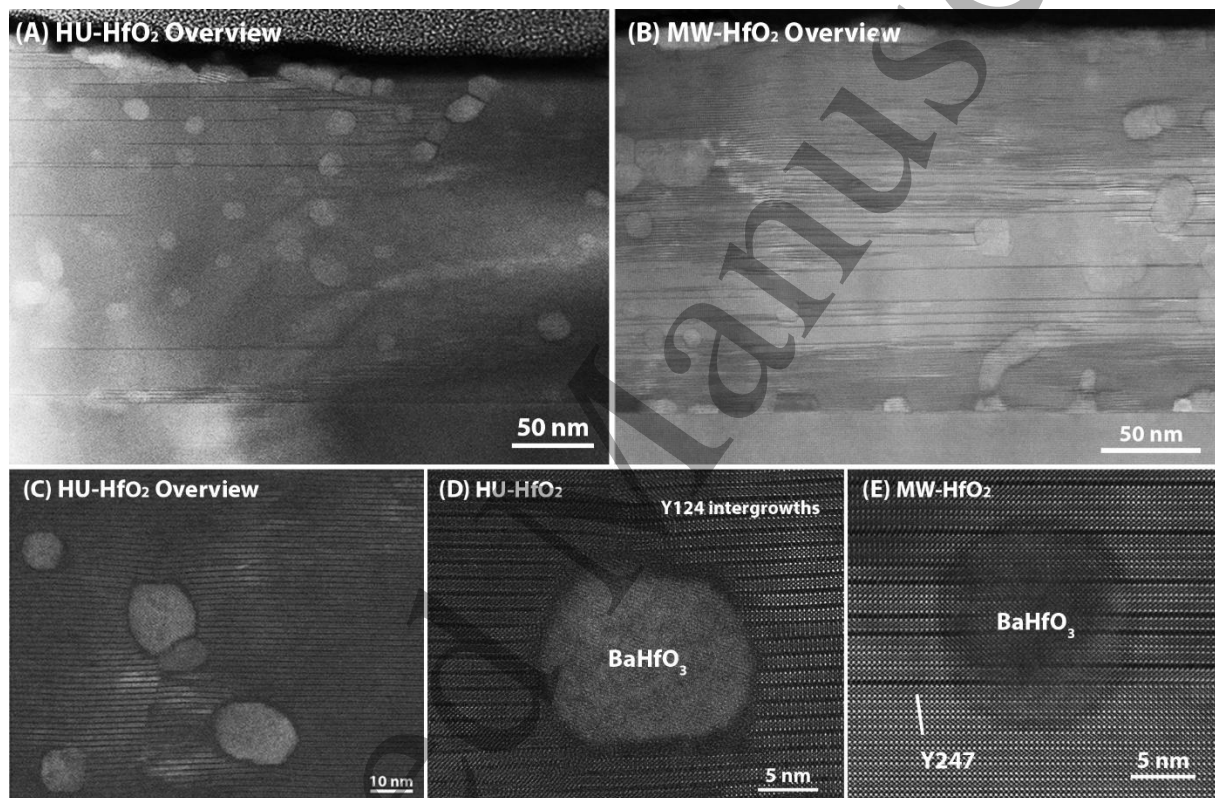 (A) HU-HfO₂ Overview
(B) MW-HfO₂ Overview
50 nm
50 nm
(C) HU-HfO₂ Overview
(D) HU-HfO₂
Y124 intergrowths
BaHfO₃
10 nm
5 nm
(E) MW-HfO₂
BaHfO₃
Y247
5 nm